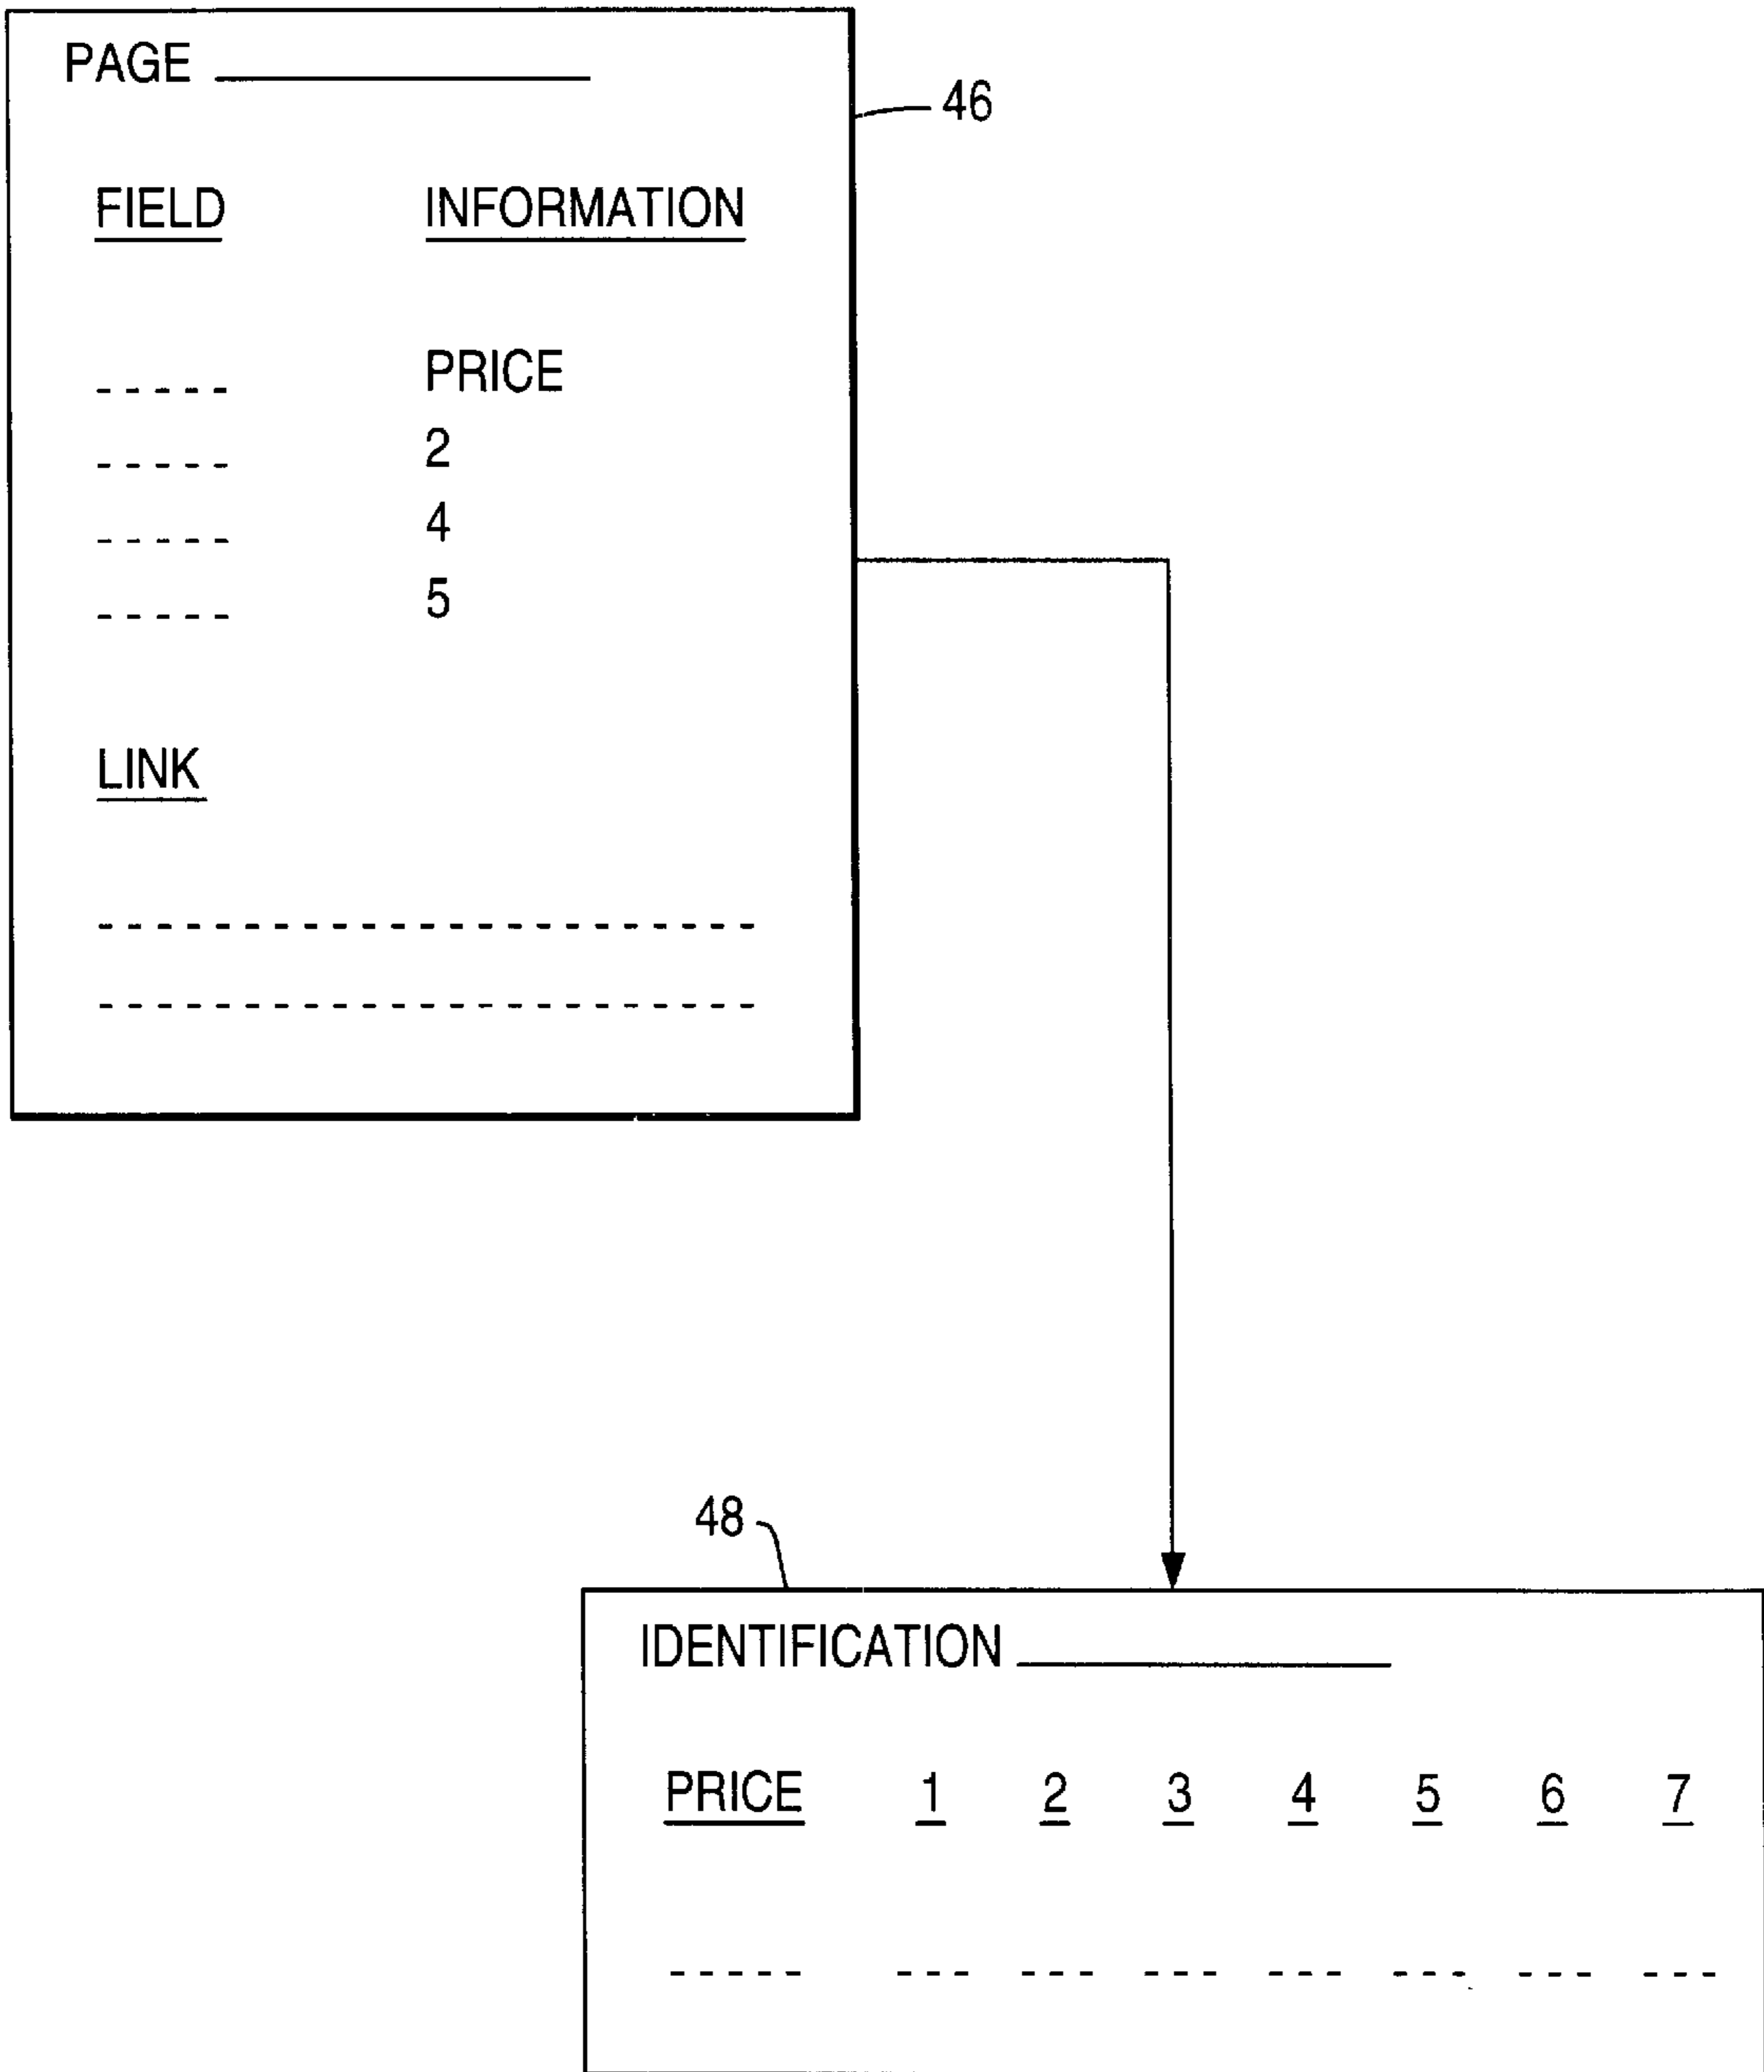 PAGE
46
FIELD INFORMATION
PRICE
2
4
5
LINK
48
IDENTIFICATION
PRICE 1 2 3 4 5 6 7